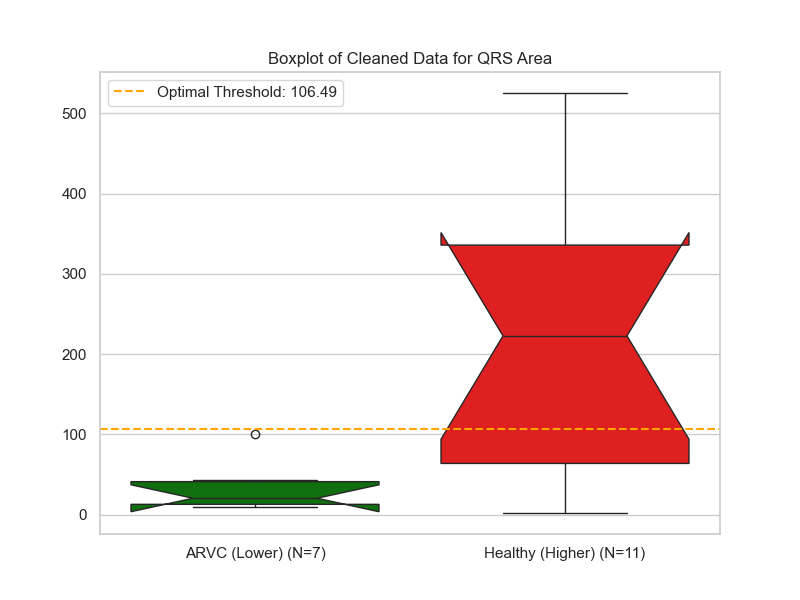 Boxplot of Cleaned Data for QRS Area
Optimal Threshold: 106.49
500
400
300
200
100
0
ARVC (Lower) (N=7)
Healthy (Higher) (N=11)